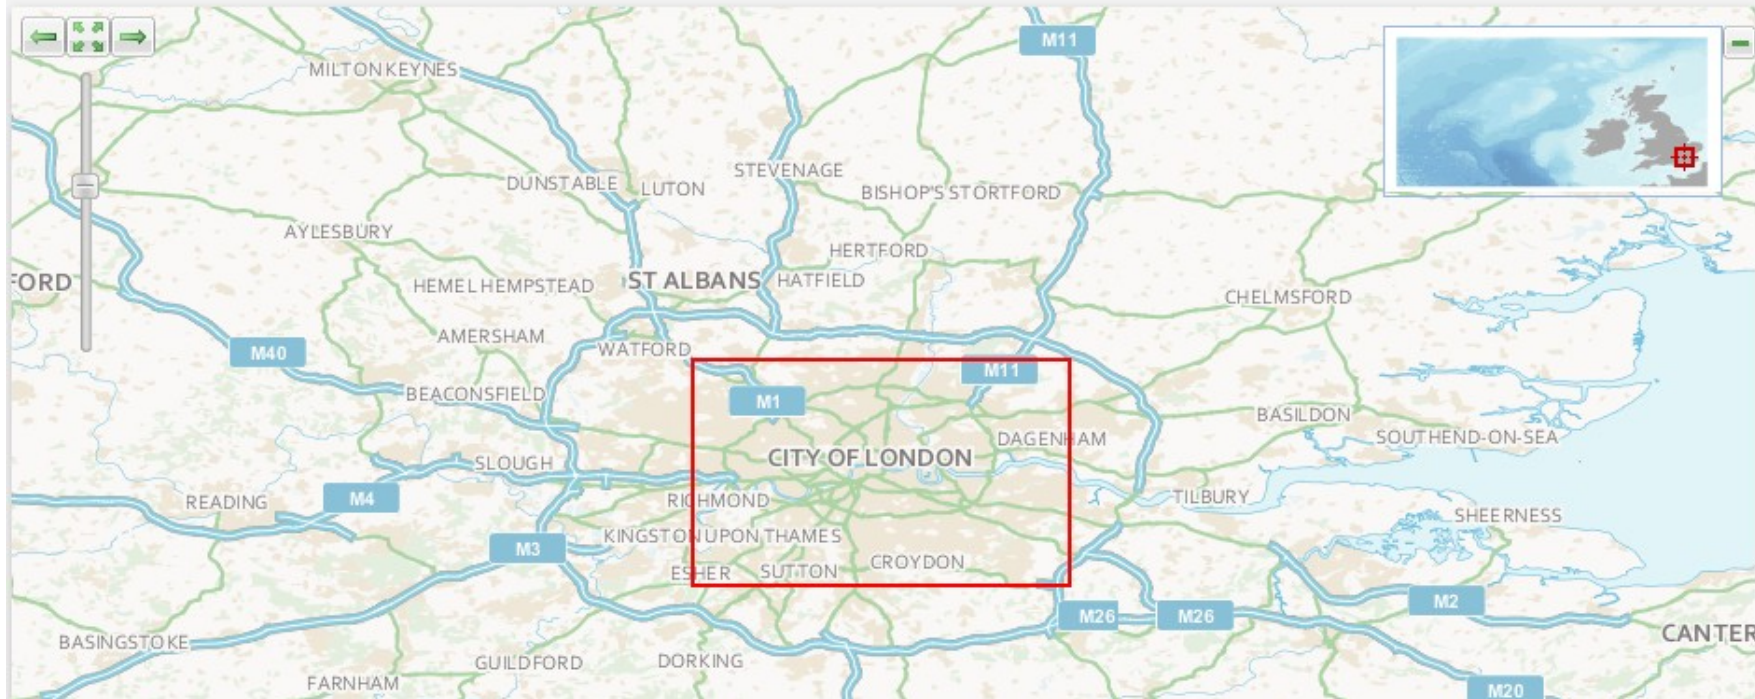 M11
MILTON KEYNES
STEVENAGE
DUNSTABLE
LUTON
BISHOP'S STORTFORD
AYLESBURY
HERTFORD
FORD
HEMEL HEMPSTEAD
ST ALBANS
HATFIELD
CHELMSFORD
AMERSHAM
WATFORD
M40
M11
BEACONSFIELD
M1
BASILDON
DAGENHAM
SOUTHEND-ON-SEA
SLOUGH
CITY OF LONDON
READING
M4
RICHMOND
TILBURY
SHEERNESS
KINGSTON UPON THAMES
M3
CROYDON
ESHER
SUTTON
M2
M26
M26
BASINGSTOKE
CANTER
GUILDFORD
DORKING
FARNHAM
M20